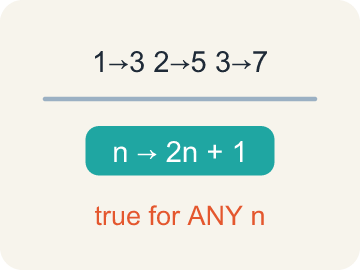 1→3 2→5 3→7
n → 2n + 1
true for ANY n